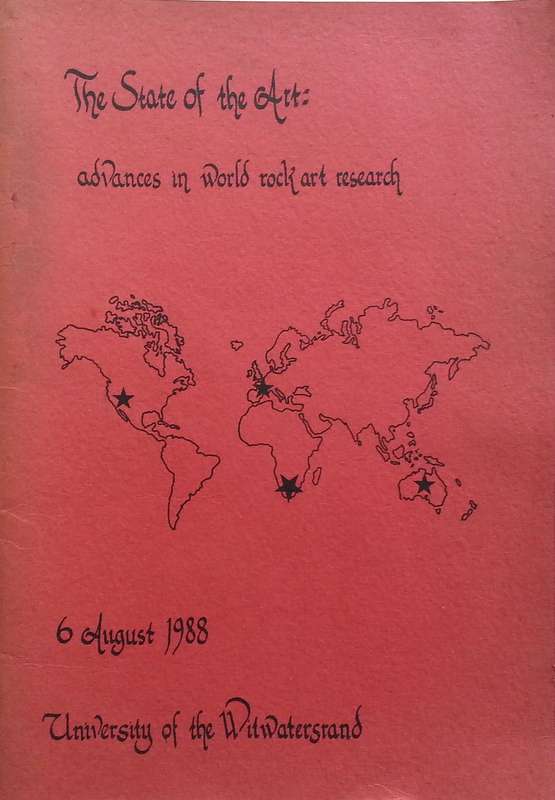 The State of the Art:
advances in world rock art research
6 August 1988
University of the Witwatersrand